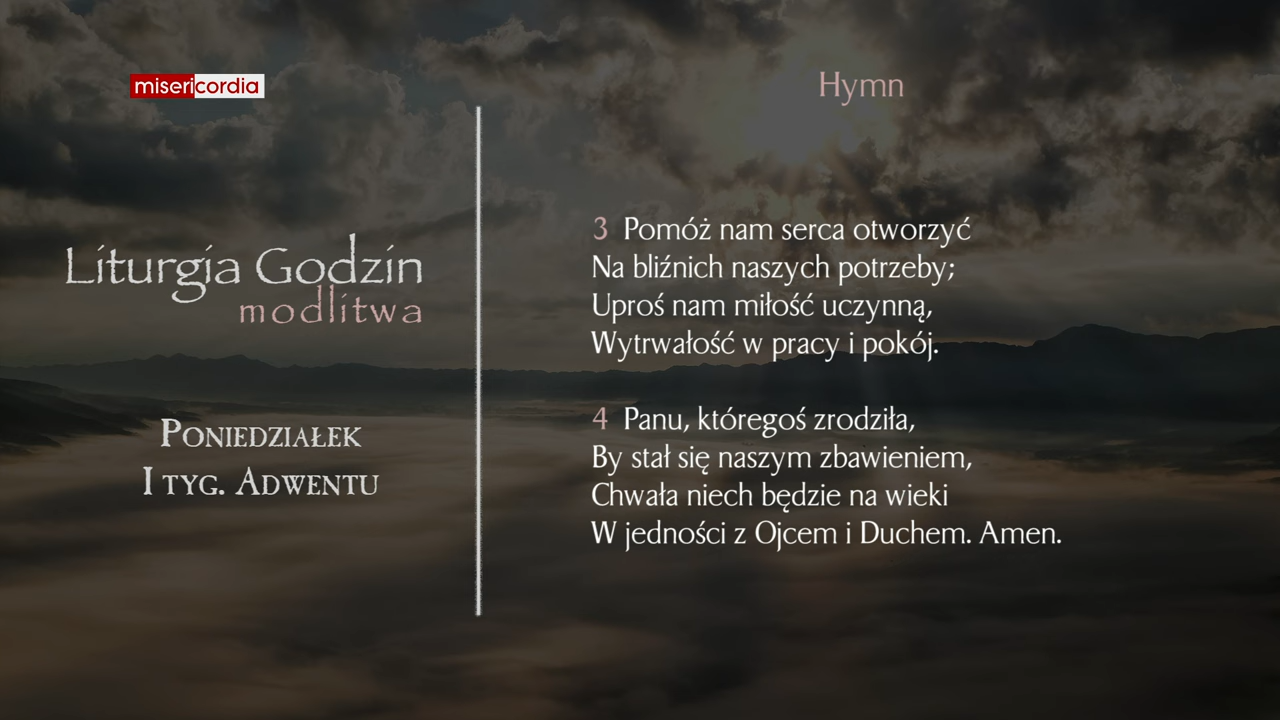 misericordia
Liturgia Godzin
modlitwa
Poniedziałek
I tyg. Adwentu
Hymn
3 Pomóż nam serca otworzyć
Na bliźnich naszych potrzeby;
Uproś nam miłość uczynną,
Wytrwałość w pracy i pokój.
4 Panu, któregoś zrodziła,
By stał się naszym zbawieniem,
Chwała niech będzie na wieki
W jedności z Ojcem i Duchem. Amen.